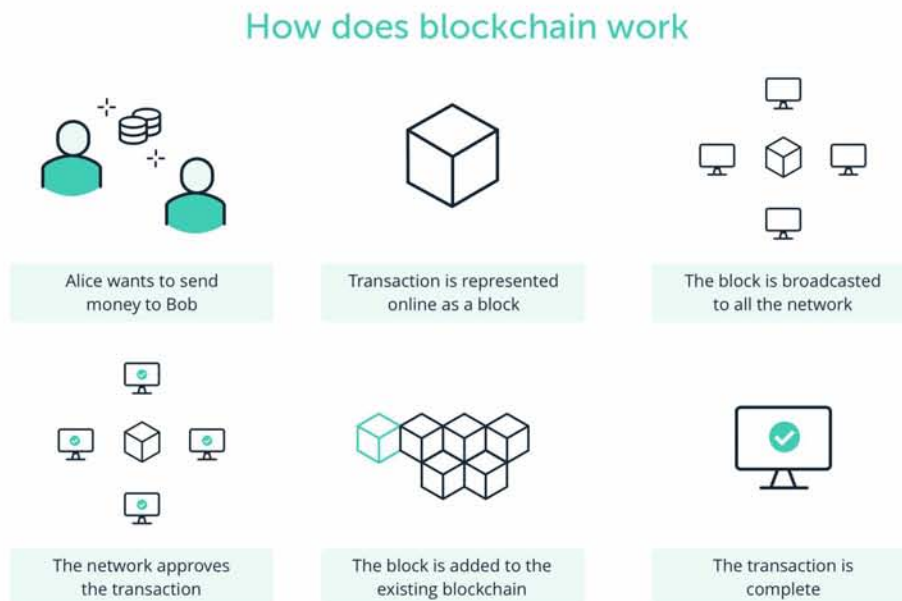 How does blockchain work
Alice wants to send
money to Bob
Transaction is represented
online as a block
The block is broadcasted
to all the network
The network approves
the transaction
The block is added to the
existing blockchain
The transaction is
complete